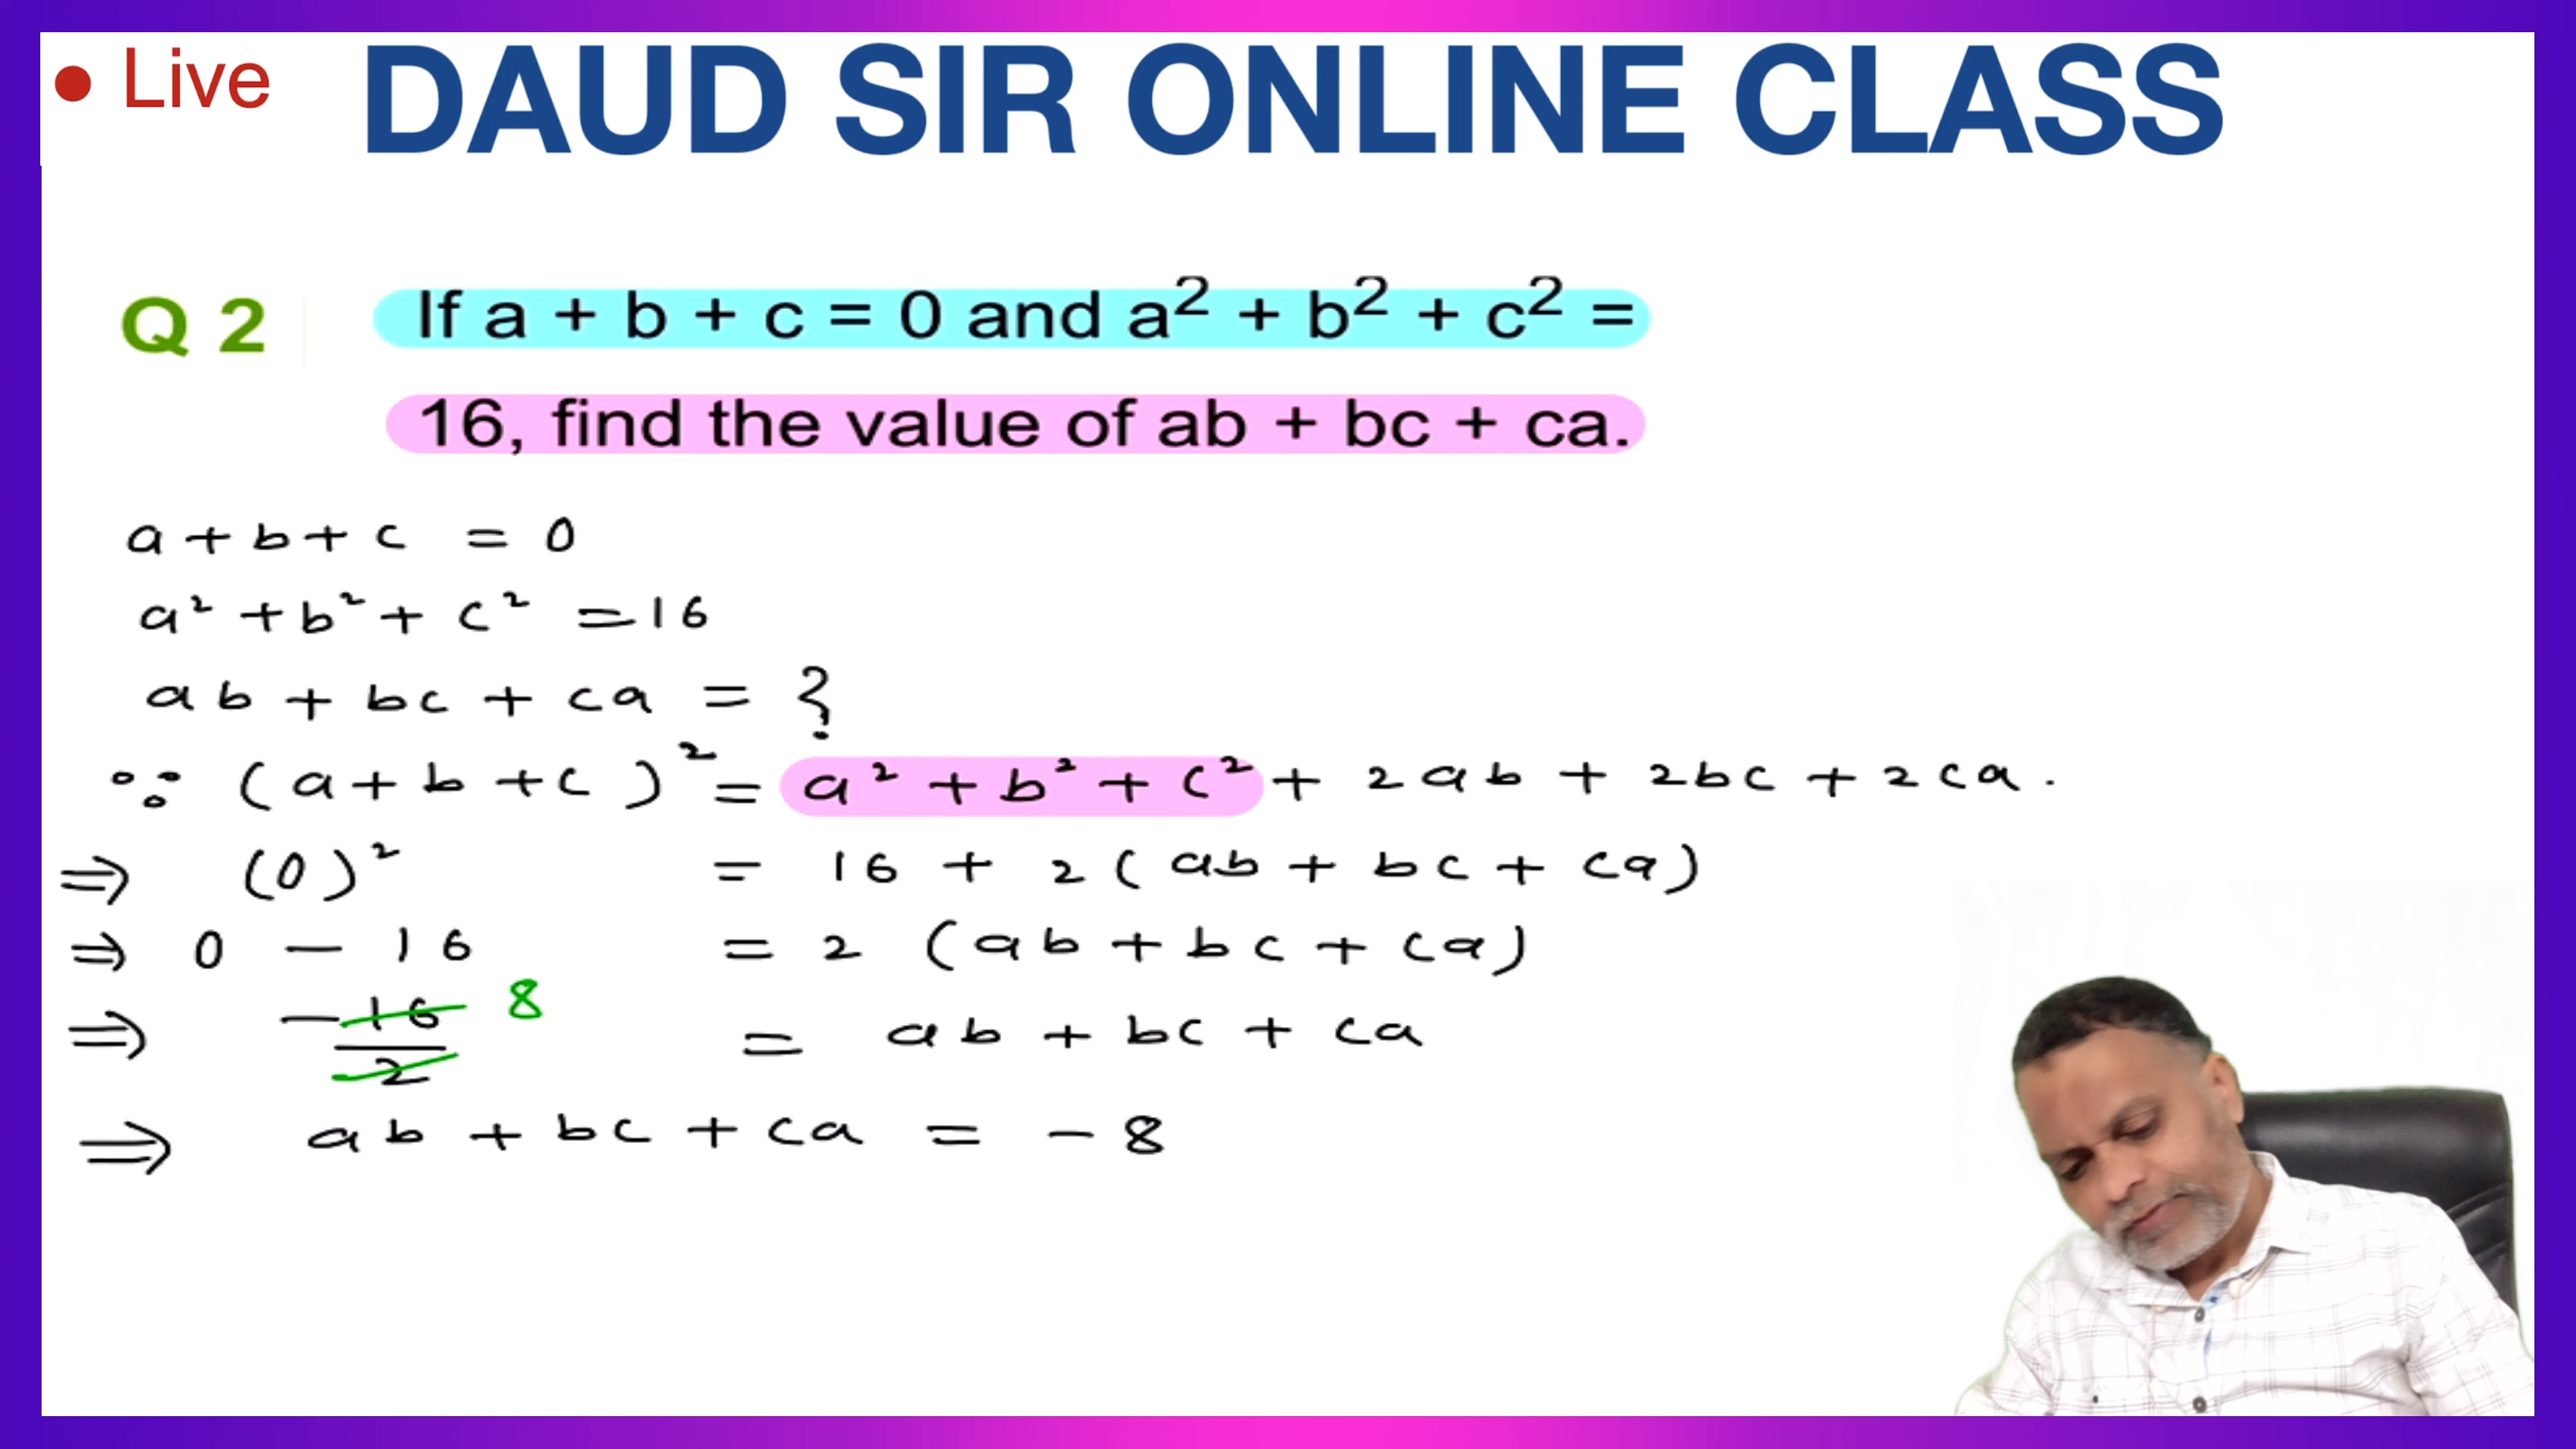 • Live DAUD SIR ONLINE CLASS
Q 2 If a + b + c = 0 and a² + b² + c² =
16, find the value of ab + bc + ca.
a + b + c = 0
a² + b² + c² = 16
ab + bc + ca = ?
∵ (a + b + c)² = a² + b² + c² + 2ab + 2bc + 2ca.
⇒ (0)² = 16 + 2(ab + bc + ca)
⇒ 0 - 16 = 2 (ab + bc + ca)
⇒ -16/2 8 = ab + bc + ca
⇒ ab + bc + ca = -8